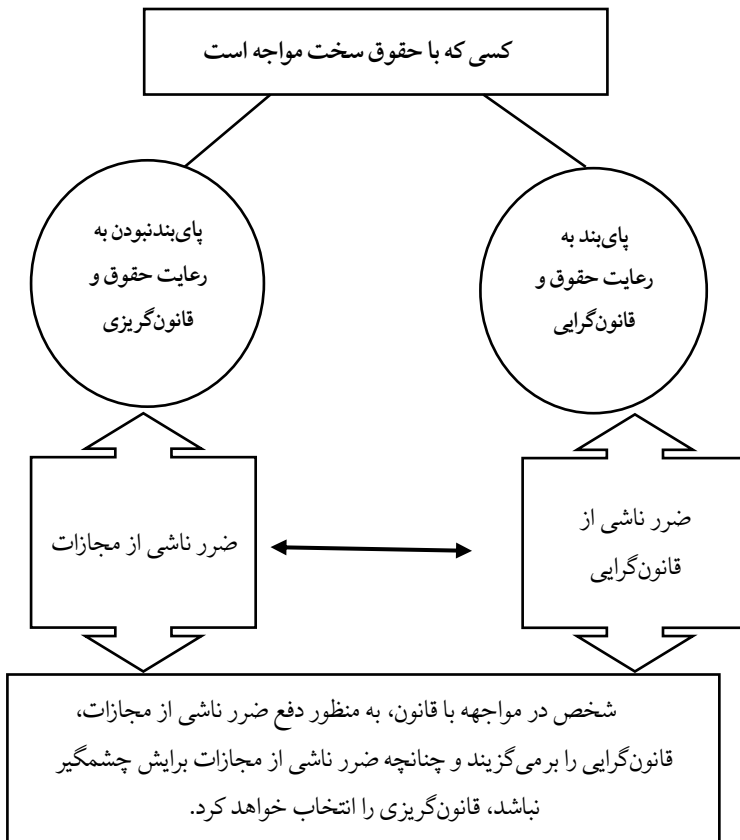 کسی که با حقوق سخت مواجه است
پای‌بند به
رعایت حقوق و
قانون‌گرایی
پای‌بندنبودن به
رعایت حقوق و
قانون‌گریزی
ضرر ناشی از
قانون‌گرایی
ضرر ناشی از مجازات
شخص در مواجهه با قانون، به منظور دفع ضرر ناشی از مجازات،
قانون‌گرایی را برمی‌گزیند و چنانچه ضرر ناشی از مجازات برایش چشمگیر
نباشد، قانون‌گریزی را انتخاب خواهد کرد.